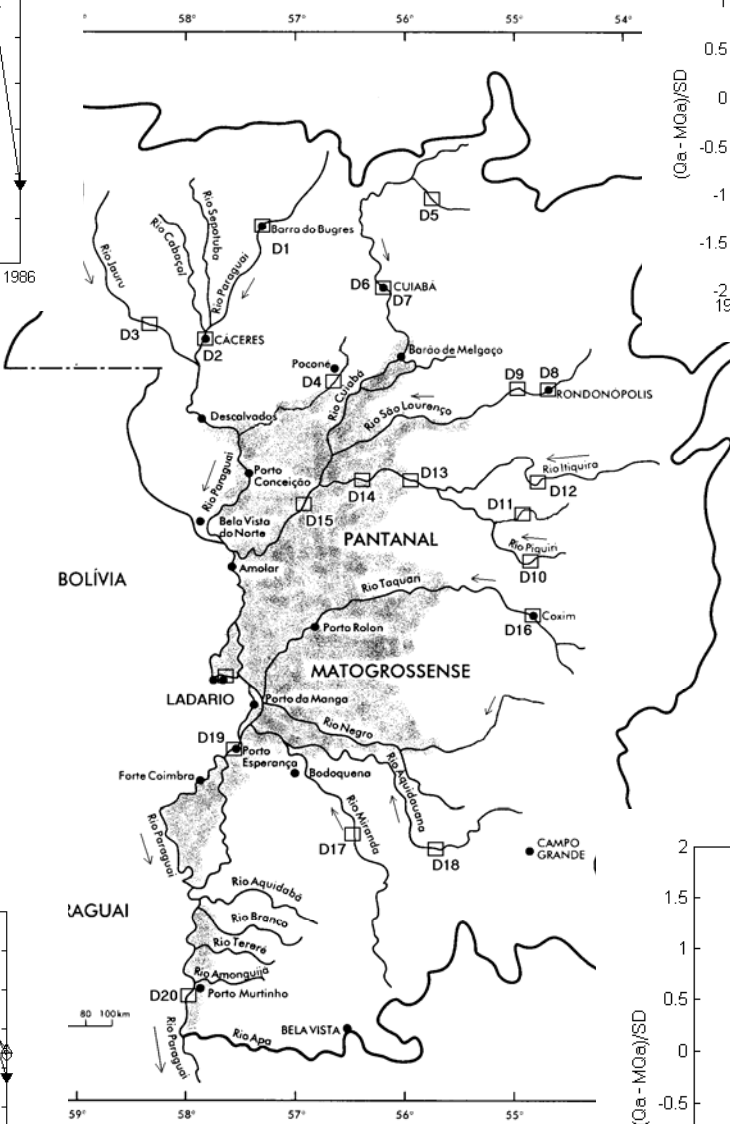 58°
57°
56°
55°
54°
1
0.5
0
-0.5
-1
-1.5
-2
19
(Qa - MQa)/SD
1986
Rio Jauru
Rio Cabaçal
Rio Sepotuba
Rio Paraguai
Barra do Bugres
D1
D5
D6
CUIABÁ
D7
D3
CÁCERES
D2
Poconé
D4
Barão de Melgaço
Rio Cuiabá
D9
D8
RONDONÓPOLIS
Descalvados
Rio São Lourenço
Rio Paraguai
Porto
Conceição
D14
D13
Rio Itiquira
D12
D15
D11
Bela Vista
do Norte
PANTANAL
Rio Piquiri
D10
Amolar
BOLÍVIA
Rio Taquari
Porto Rolon
Coxim
D16
MATOGROSSENSE
LADARIO
Porto da Manga
Rio Negro
D19
Porto
Esperança
Bodoquena
Forte Coimbra
Rio Aquidauana
Rio Miranda
Rio Paraguai
D17
D18
CAMPO
GRANDE
RAGUAI
Rio Aquidabã
Rio Branco
Rio Tereré
Rio Amonguijá
D20
Porto Murtinho
80 100km
Rio Paraguai
Rio Apa
BELA VISTA
59°
58°
57°
56°
55°
2
1.5
1
0.5
0
-0.5
(Qa - MQa)/SD